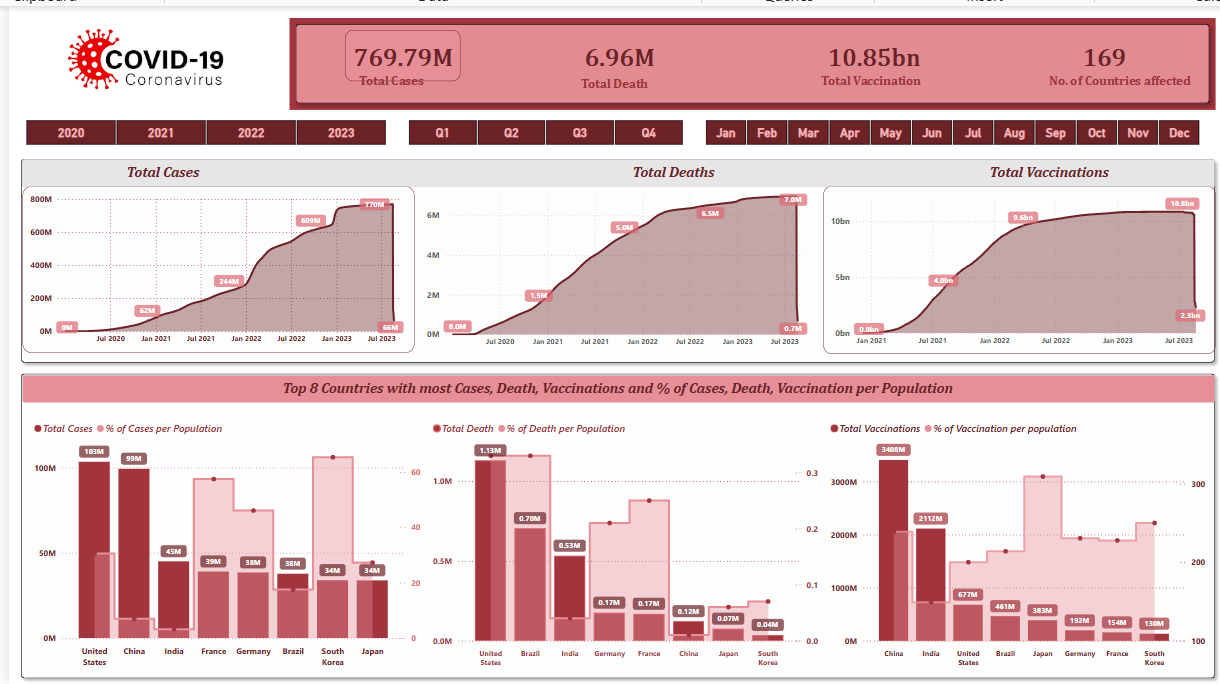 COVID-19
Coronavirus
769.79M
Total Cases
6.96M
Total Death
10.85bn
Total Vaccination
169
No. of Countries affected
2020 2021 2022 2023 Q1 Q2 Q3 Q4 Jan Feb Mar Apr May Jun Jul Aug Sep Oct Nov Dec
Total Cases
800M
600M
400M
200M
0M
0M
62M
244M
609M
770M
66M
Jul 2020 Jan 2021 Jul 2021 Jan 2022 Jul 2022 Jan 2023 Jul 2023
Total Deaths
6M
4M
2M
0M
0.0M
1.5M
5.0M
6.5M
7.0M
0.7M
Jul 2020 Jan 2021 Jul 2021 Jan 2022 Jul 2022 Jan 2023 Jul 2023
Total Vaccinations
10bn
5bn
0bn
0.0bn
4.0bn
9.6bn
10.8bn
2.3bn
Jan 2021 Jul 2021 Jan 2022 Jul 2022 Jan 2023 Jul 2023
Top 8 Countries with most Cases, Death, Vaccinations and % of Cases, Death, Vaccination per Population
Total Cases % of Cases per Population
100M
50M
0M
103M 99M 45M 39M 38M 38M 34M 34M
60
40
20
0
United States China India France Germany Brazil South Korea Japan
Total Death % of Death per Population
1.0M
0.5M
0.0M
1.13M 0.70M 0.53M 0.17M 0.17M 0.12M 0.07M 0.04M
0.3
0.2
0.1
0.0
United States Brazil India Germany France China Japan South Korea
Total Vaccinations % of Vaccination per population
3000M
2000M
1000M
0M
3408M 2112M 677M 461M 383M 192M 154M 130M
300
200
100
China India United States Brazil Japan Germany France South Korea